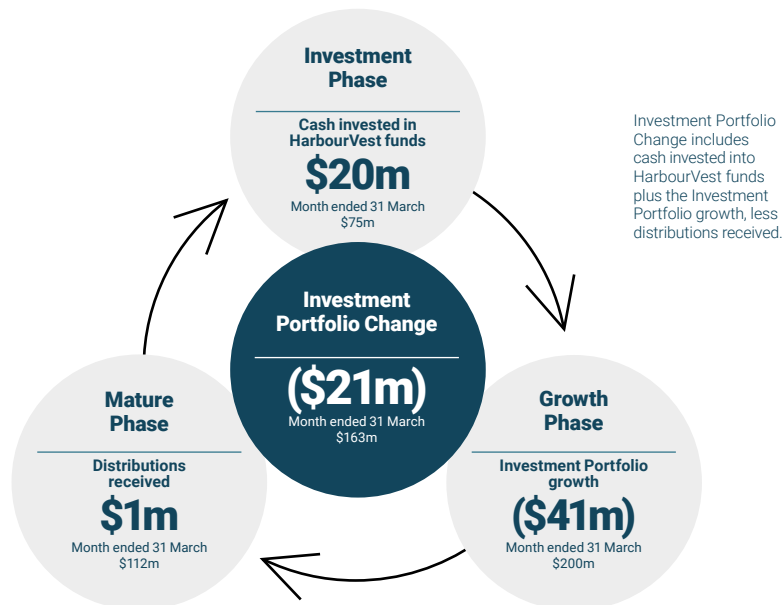 Investment
Phase
Cash invested in
HarbourVest funds
$20m
Month ended 31 March
$75m
Investment Portfolio
Change includes
cash invested into
HarbourVest funds
plus the Investment
Portfolio growth, less
distributions received.
Investment
Portfolio Change
($21m)
Month ended 31 March
$163m
Mature
Phase
Distributions
received
$1m
Month ended 31 March
$112m
Growth
Phase
Investment Portfolio
growth
($41m)
Month ended 31 March
$200m